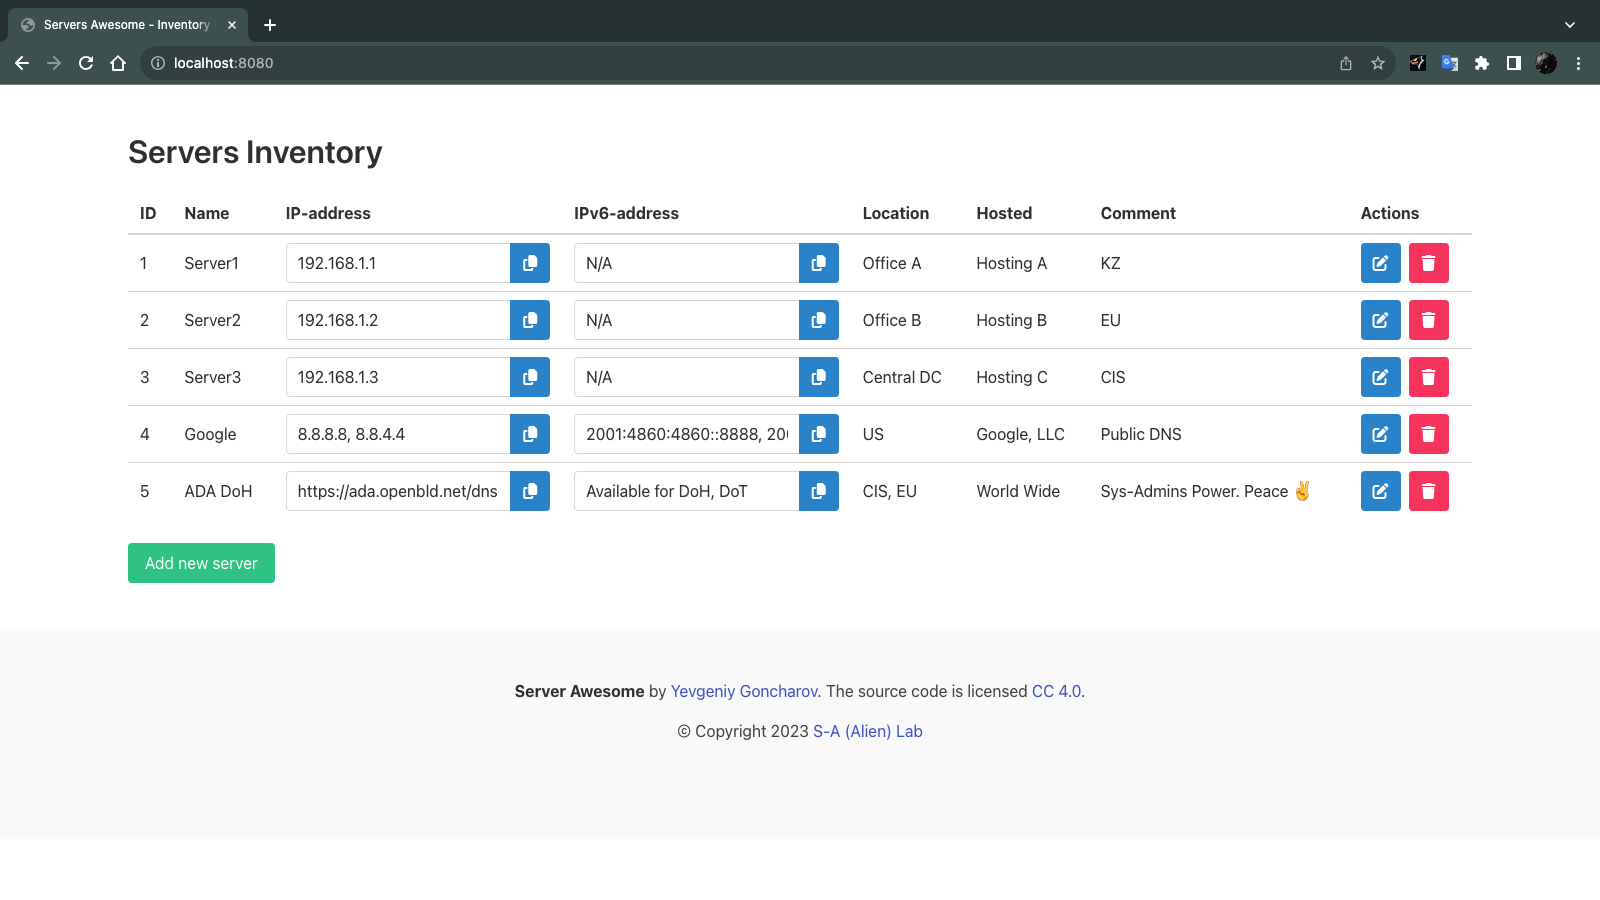 Servers Awesome - Inventory
localhost:8080
Servers Inventory
ID Name IP-address IPv6-address Location Hosted Comment Actions
1 Server1 192.168.1.1 N/A Office A Hosting A KZ
2 Server2 192.168.1.2 N/A Office B Hosting B EU
3 Server3 192.168.1.3 N/A Central DC Hosting C CIS
4 Google 8.8.8.8, 8.8.4.4 2001:4860:4860::8888, 20 US Google, LLC Public DNS
5 ADA DoH https://ada.openbld.net/dns Available for DoH, DoT CIS, EU World Wide Sys-Admins Power. Peace ✌️
Add new server
Server Awesome by Yevgeniy Goncharov. The source code is licensed CC 4.0.
© Copyright 2023 S-A (Alien) Lab